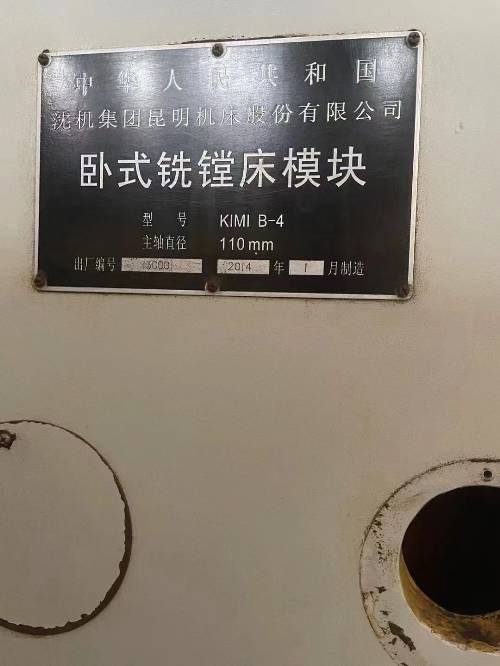 中华人民共和国
沈机集团昆明机床股份有限公司
卧式铣镗床模块
型 号 KIMI B-4
主轴直径 110mm
出厂编号 2014 年 1 月制造